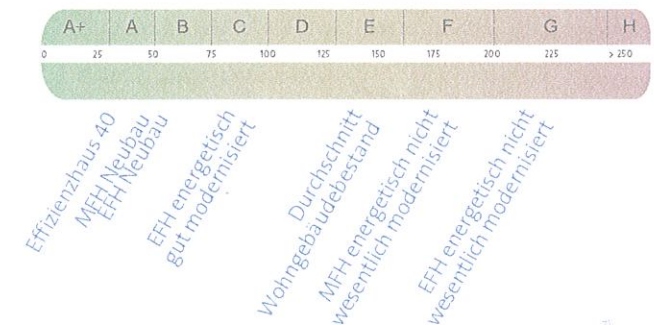 A+ A B C D E F G H
0 25 50 75 100 125 150 175 200 225 > 250
Effizienzhaus 40
MFH Neubau
EFH Neubau
EFH energetisch
gut modernisiert
Durchschnitt
Wohngebäudebestand
MFH energetisch nicht
wesentlich modernisiert
EFH energetisch nicht
wesentlich modernisiert